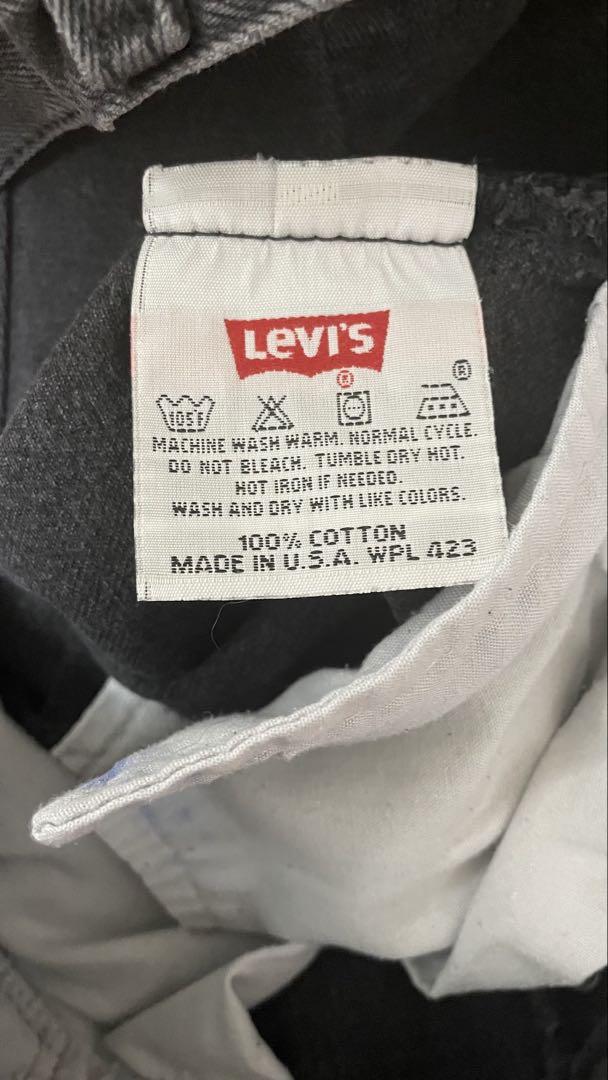 Levi's
®
®
105F
MACHINE WASH WARM. NORMAL CYCLE.
DO NOT BLEACH. TUMBLE DRY HOT.
HOT IRON IF NEEDED.
WASH AND DRY WITH LIKE COLORS.
100% COTTON
MADE IN U.S.A. WPL 423